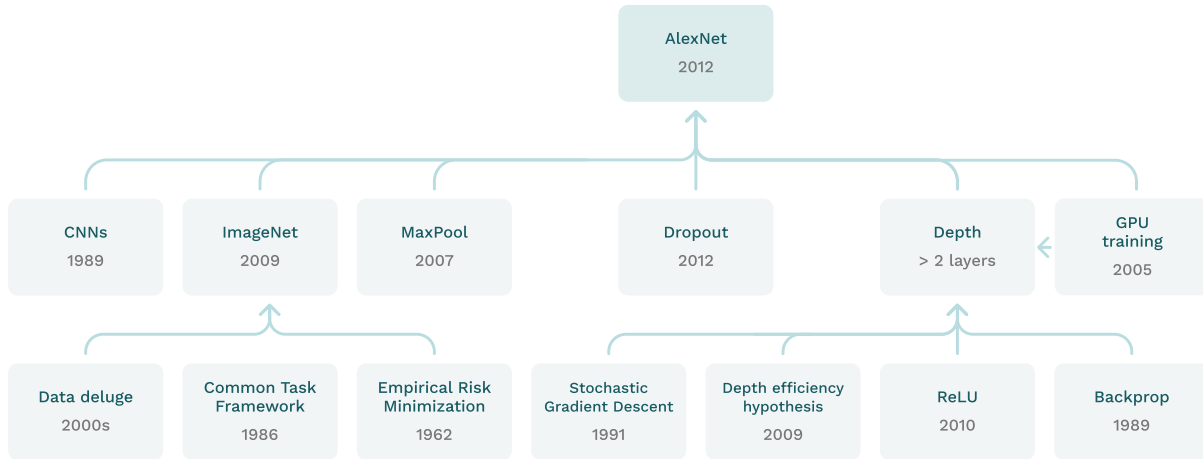 AlexNet
2012
CNNs
1989
ImageNet
2009
MaxPool
2007
Dropout
2012
Depth
> 2 layers
GPU
training
2005
Data deluge
2000s
Common Task
Framework
1986
Empirical Risk
Minimization
1962
Stochastic
Gradient Descent
1991
Depth efficiency
hypothesis
2009
ReLU
2010
Backprop
1989